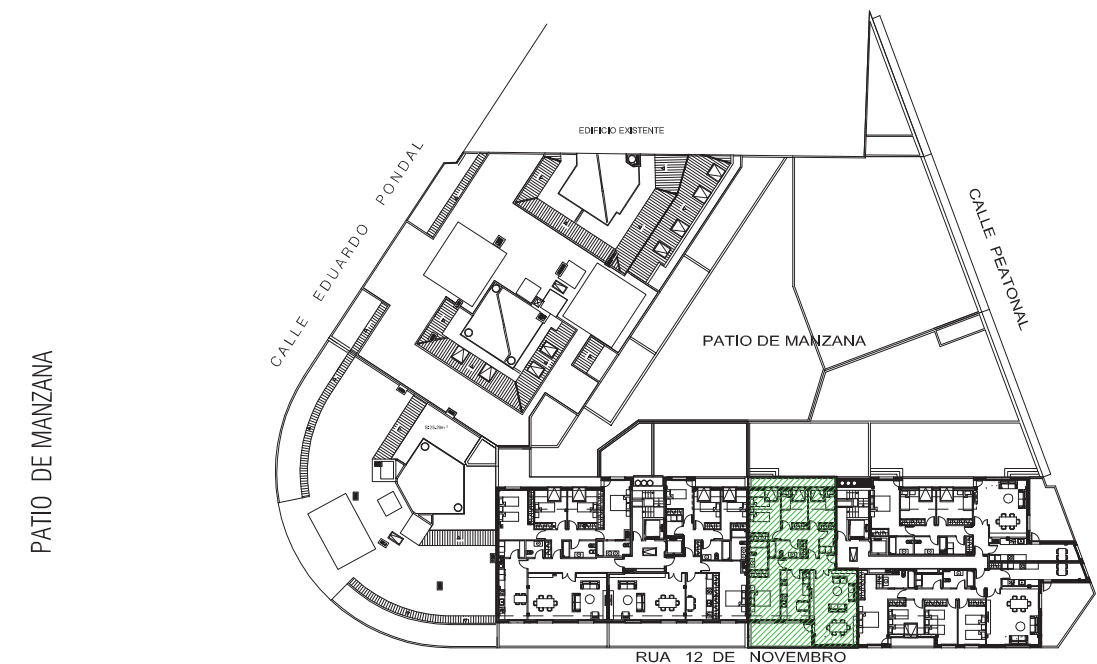 EDIFICIO EXISTENTE
CALLE EDUARDO PONDAL
CALLE PEATONAL
PATIO DE MANZANA
PATIO DE MANZANA
RUA 12 DE NOVEMBRO